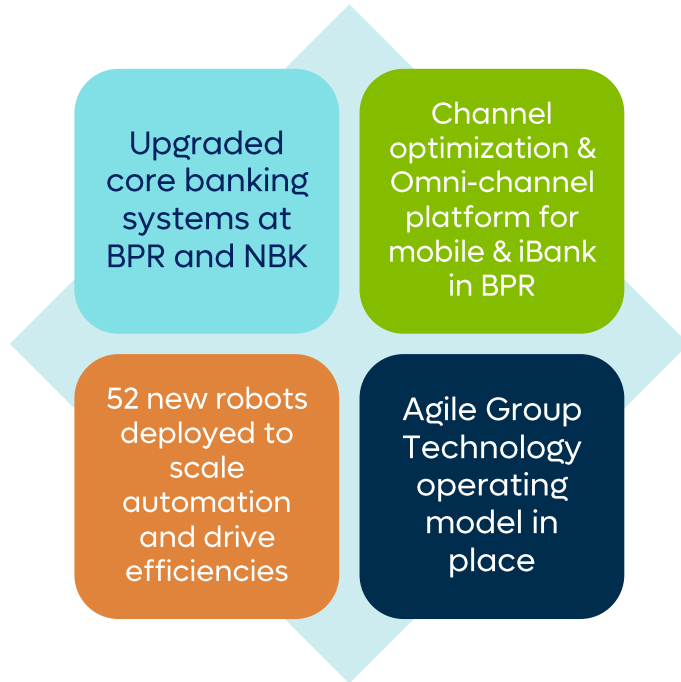 Upgraded
core banking
systems at
BPR and NBK
Channel
optimization &
Omni-channel
platform for
mobile & iBank
in BPR
52 new robots
deployed to
scale
automation
and drive
efficiencies
Agile Group
Technology
operating
model in
place